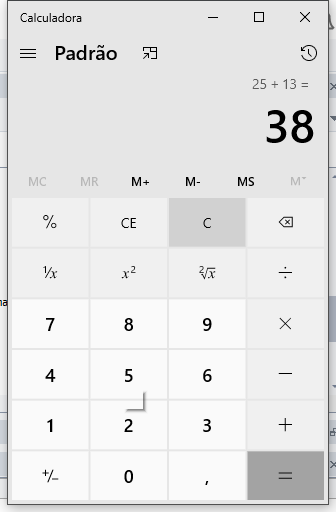 Calculadora
Padrão
25 + 13 =
38
MC MR M+ M- MS M˅
% CE C
⅟x x² ²√x ÷
7 8 9 ×
4 5 6 −
1 2 3 +
+/− 0 , =